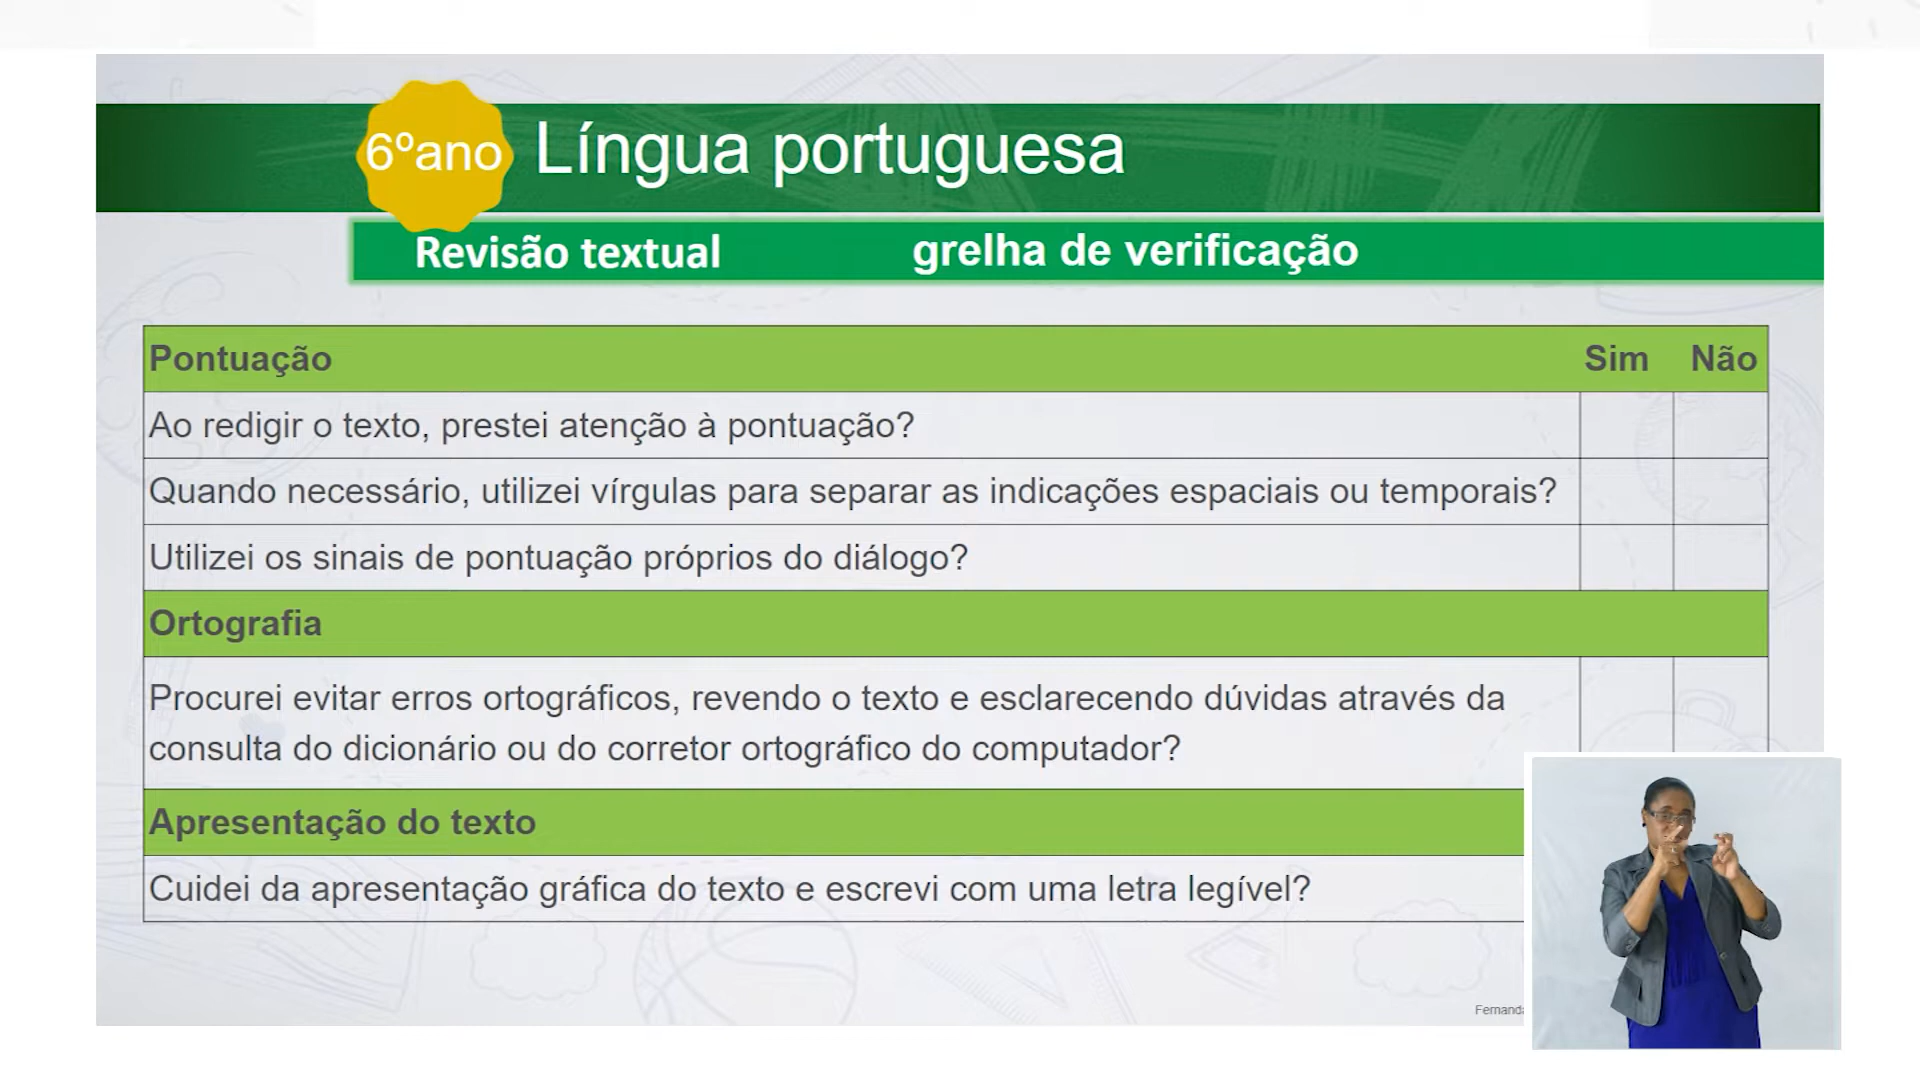 6ºano Língua portuguesa
Revisão textual grelha de verificação
Pontuação Sim Não
Ao redigir o texto, prestei atenção à pontuação?
Quando necessário, utilizei vírgulas para separar as indicações espaciais ou temporais?
Utilizei os sinais de pontuação próprios do diálogo?
Ortografia
Procurei evitar erros ortográficos, revendo o texto e esclarecendo dúvidas através da
consulta do dicionário ou do corretor ortográfico do computador?
Apresentação do texto
Cuidei da apresentação gráfica do texto e escrevi com uma letra legível?